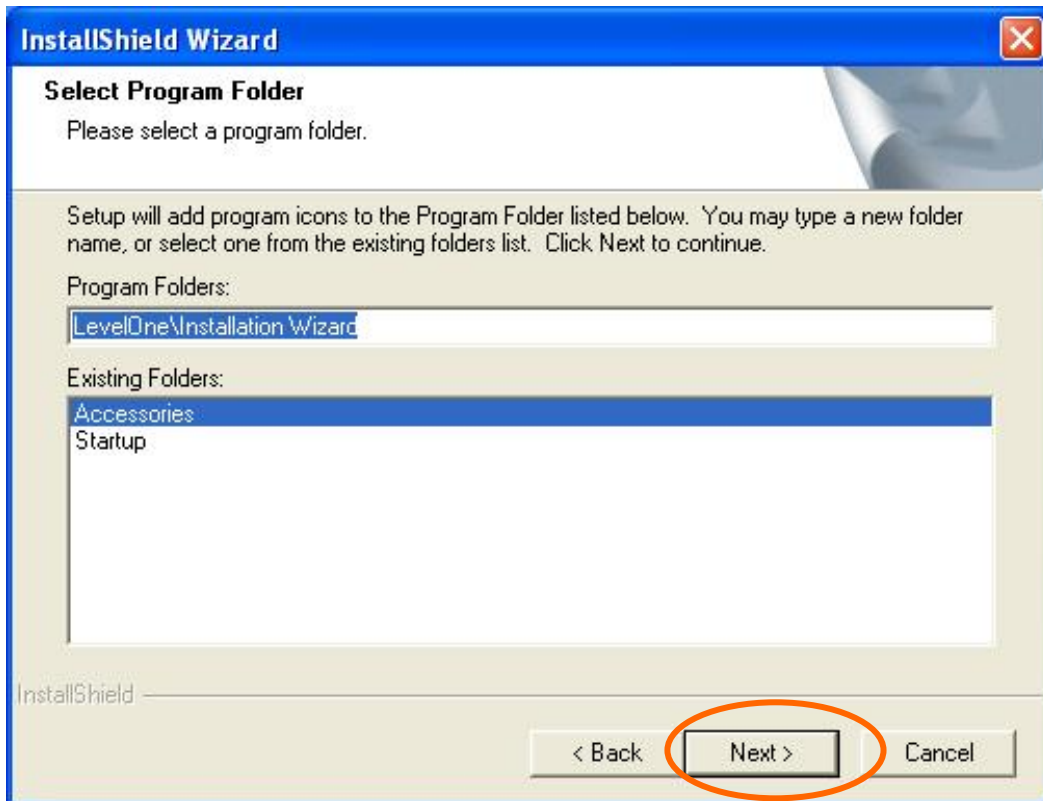 InstallShield Wizard
Select Program Folder
Please select a program folder.
Setup will add program icons to the Program Folder listed below. You may type a new folder
name, or select one from the existing folders list. Click Next to continue.
Program Folders:
LevelOne\Installation Wizard
Existing Folders:
Accessories
Startup
InstallShield
< Back Next > Cancel